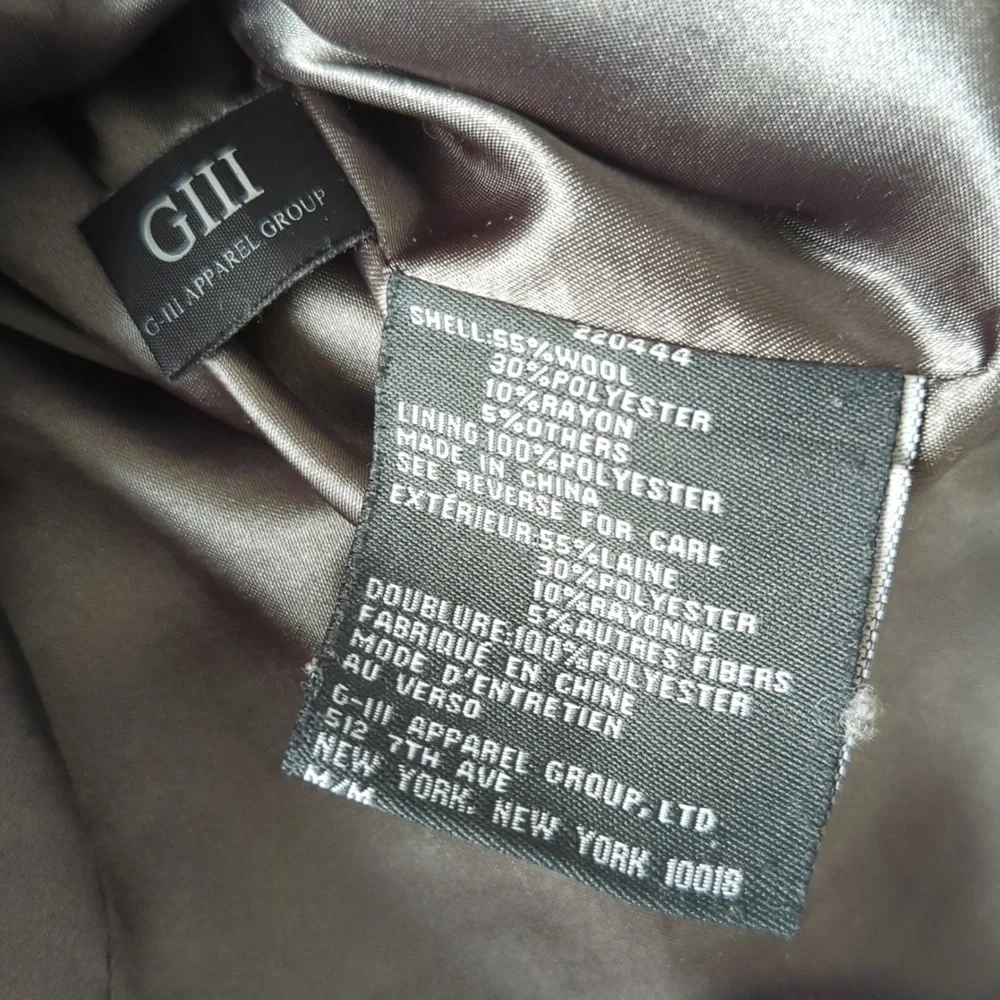 GIII
G-III APPAREL GROUP
220444
SHELL:55%WOOL
30%POLYESTER
10%RAYON
5%OTHERS
LINING:100%POLYESTER
MADE IN CHINA
SEE REVERSE FOR CARE
EXTÉRIEUR:55%LAINE
30%POLYESTER
10%RAYONNE
5%AUTRES FIBERS
DOUBLURE:100%POLYESTER
FABRIQUÉ EN CHINE
MODE D'ENTRETIEN
AU VERSO
G-III APPAREL GROUP, LTD
512 7TH AVE
NEW YORK, NEW YORK 10018
M/M